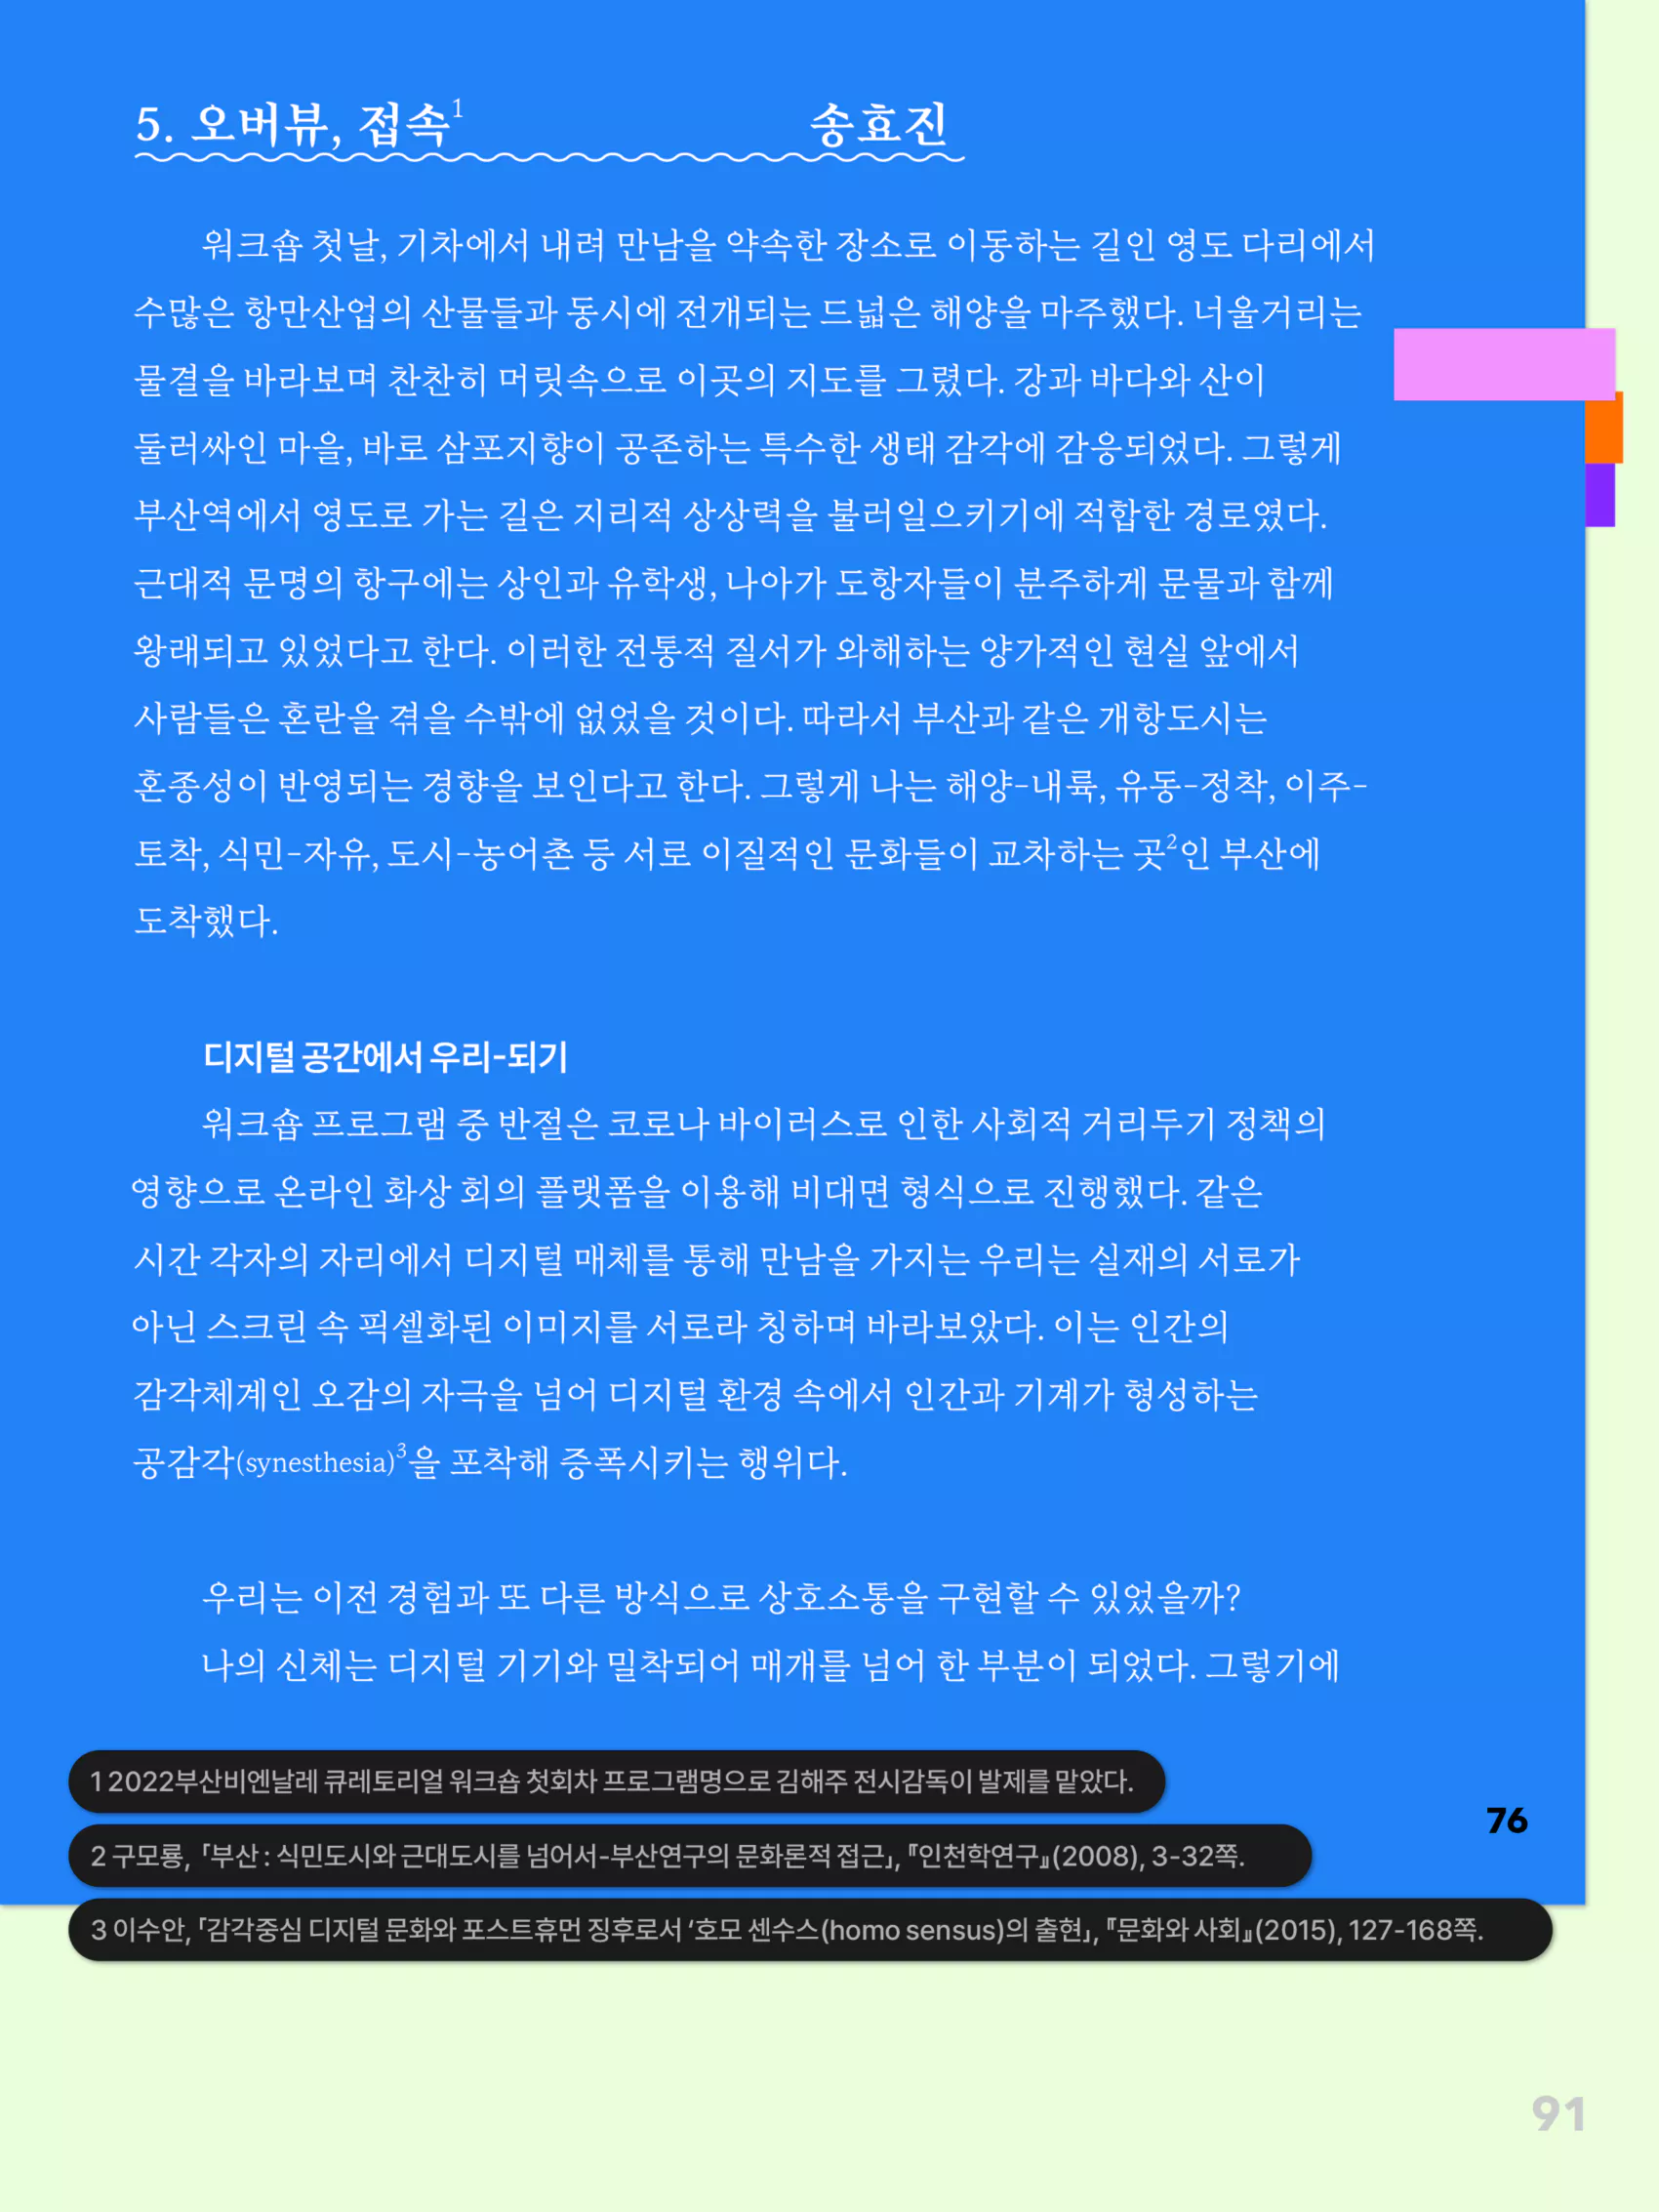 5. 오버뷰, 접속1 송효진
워크숍 첫날, 기차에서 내려 만남을 약속한 장소로 이동하는 길인 영도 다리에서
수많은 항만산업의 산물들과 동시에 전개되는 드넓은 해양을 마주했다. 너울거리는
물결을 바라보며 찬찬히 머릿속으로 이곳의 지도를 그렸다. 강과 바다와 산이
둘러싸인 마을, 바로 삼포지향이 공존하는 특수한 생태 감각에 감응되었다. 그렇게
부산역에서 영도로 가는 길은 지리적 상상력을 불러일으키기에 적합한 경로였다.
근대적 문명의 항구에는 상인과 유학생, 나아가 도항자들이 분주하게 문물과 함께
왕래되고 있었다고 한다. 이러한 전통적 질서가 와해하는 양가적인 현실 앞에서
사람들은 혼란을 겪을 수밖에 없었을 것이다. 따라서 부산과 같은 개항도시는
혼종성이 반영되는 경향을 보인다고 한다. 그렇게 나는 해양-내륙, 유동-정착, 이주-
토착, 식민-자유, 도시-농어촌 등 서로 이질적인 문화들이 교차하는 곳2인 부산에
도착했다.
디지털 공간에서 우리-되기
워크숍 프로그램 중 반절은 코로나 바이러스로 인한 사회적 거리두기 정책의
영향으로 온라인 화상 회의 플랫폼을 이용해 비대면 형식으로 진행했다. 같은
시간 각자의 자리에서 디지털 매체를 통해 만남을 가지는 우리는 실재의 서로가
아닌 스크린 속 픽셀화된 이미지를 서로라 칭하며 바라보았다. 이는 인간의
감각체계인 오감의 자극을 넘어 디지털 환경 속에서 인간과 기계가 형성하는
공감각(synesthesia)3을 포착해 증폭시키는 행위다.
우리는 이전 경험과 또 다른 방식으로 상호소통을 구현할 수 있었을까?
나의 신체는 디지털 기기와 밀착되어 매개를 넘어 한 부분이 되었다. 그렇기에
1 2022부산비엔날레 큐레토리얼 워크숍 첫회차 프로그램명으로 김해주 전시감독이 발제를 맡았다.
76
2 구모룡, 「부산 : 식민도시와 근대도시를 넘어서-부산연구의 문화론적 접근」, 『인천학연구』(2008), 3-32쪽.
3 이수안, 「감각중심 디지털 문화와 포스트휴먼 징후로서 ‘호모 센수스(homo sensus)의 출현」, 『문화와 사회』(2015), 127-168쪽.
91